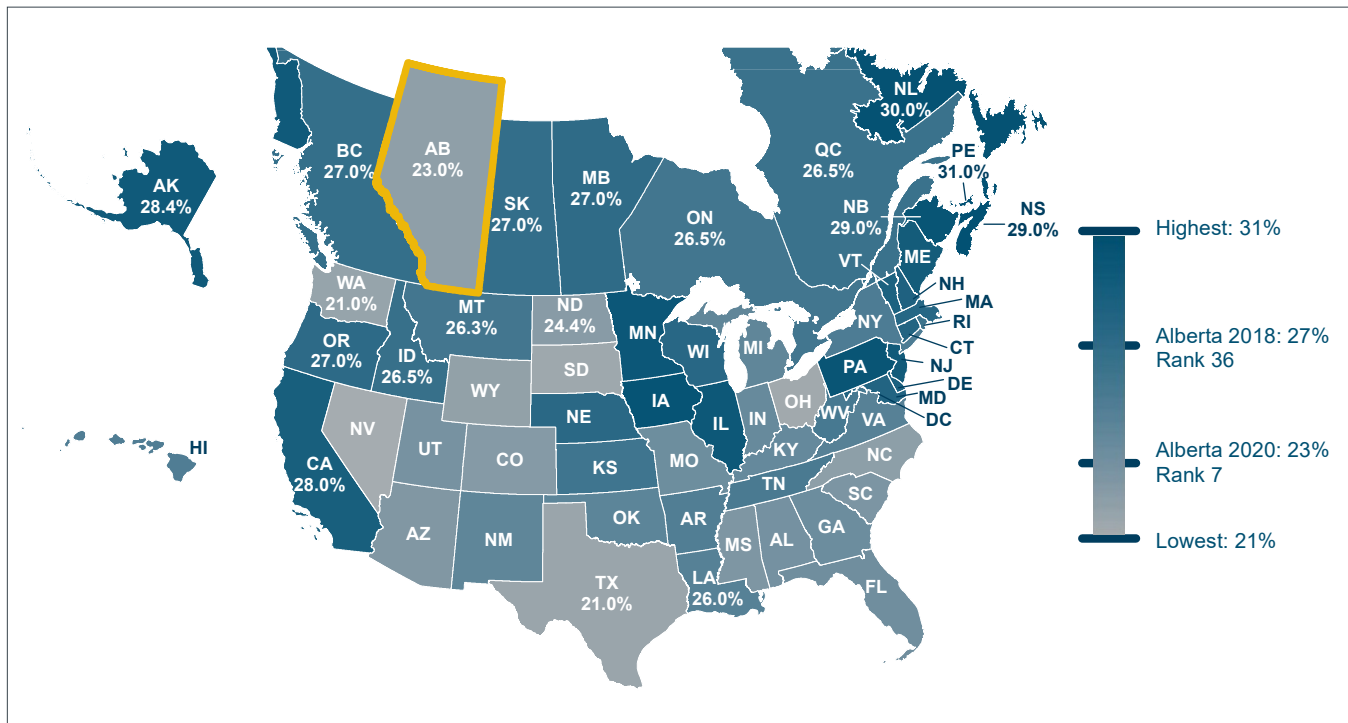 NL
30.0%
PE
31.0%
QC
26.5%
NB
29.0%
NS
29.0%
BC
27.0%
AB
23.0%
SK
27.0%
MB
27.0%
ON
26.5%
AK
28.4%
Highest: 31%
VT
ME
NH
MA
RI
CT
NJ
DE
MD
DC
WA
21.0%
MT
26.3%
ND
24.4%
MN
NY
OR
27.0%
ID
26.5%
WI
MI
Alberta 2018: 27%
Rank 36
SD
PA
WY
IA
OH
NE
IL
IN
WV
VA
HI
NV
UT
CO
KS
MO
KY
Alberta 2020: 23%
Rank 7
CA
28.0%
NC
TN
SC
OK
AR
AZ
NM
MS
AL
GA
Lowest: 21%
TX
21.0%
LA
26.0%
FL